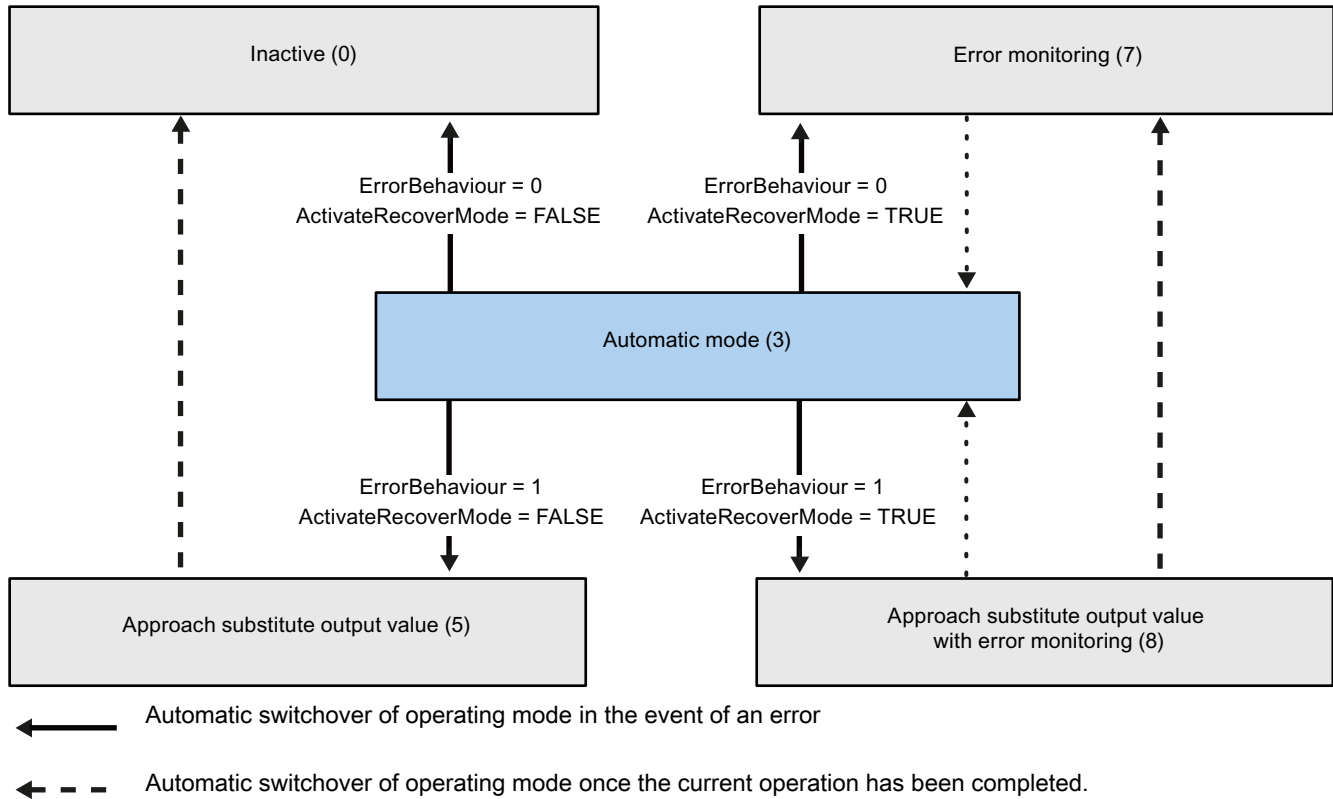 Inactive (0)
Error monitoring (7)
ErrorBehaviour = 0
ActivateRecoverMode = FALSE
ErrorBehaviour = 0
ActivateRecoverMode = TRUE
Automatic mode (3)
ErrorBehaviour = 1
ActivateRecoverMode = FALSE
ErrorBehaviour = 1
ActivateRecoverMode = TRUE
Approach substitute output value (5)
Approach substitute output value
with error monitoring (8)
Automatic switchover of operating mode in the event of an error
Automatic switchover of operating mode once the current operation has been completed.